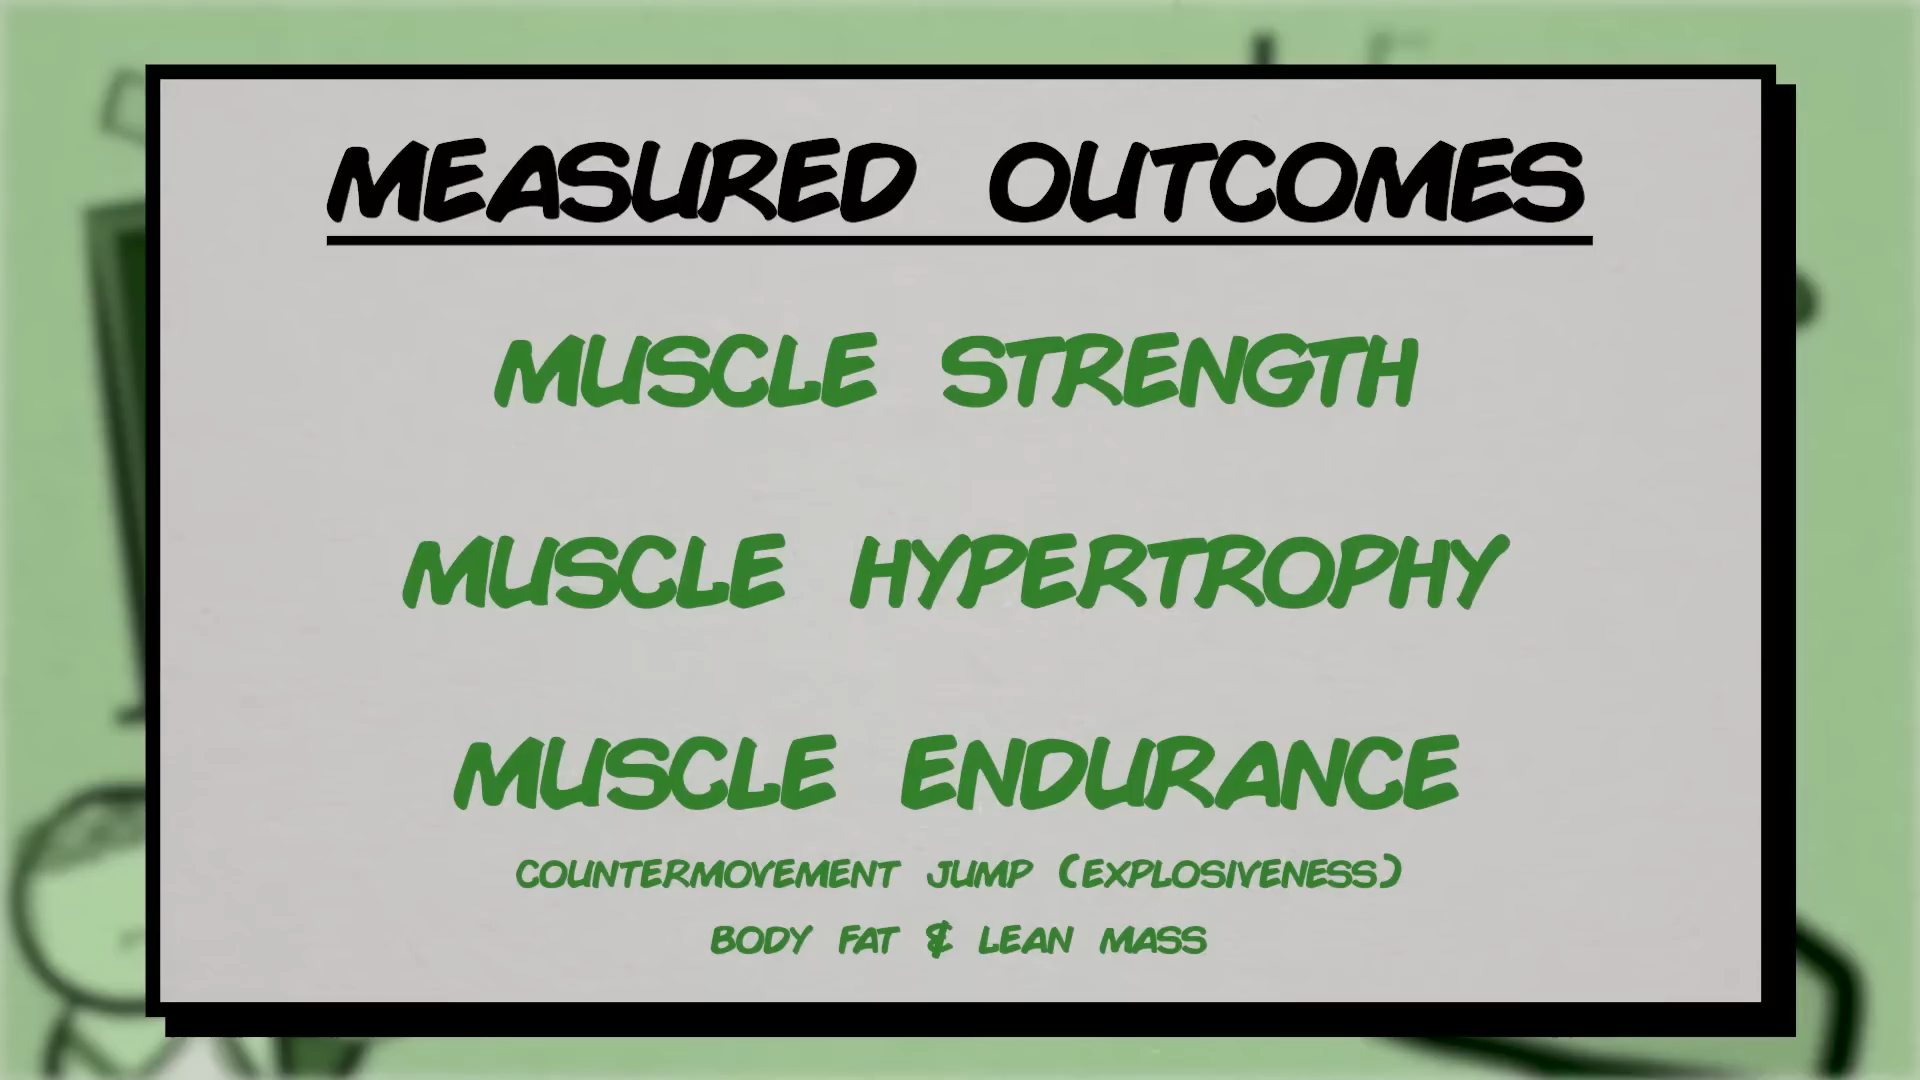 MEASURED OUTCOMES
MUSCLE STRENGTH
MUSCLE HYPERTROPHY
MUSCLE ENDURANCE
COUNTERMOVEMENT JUMP (EXPLOSIVENESS)
BODY FAT & LEAN MASS